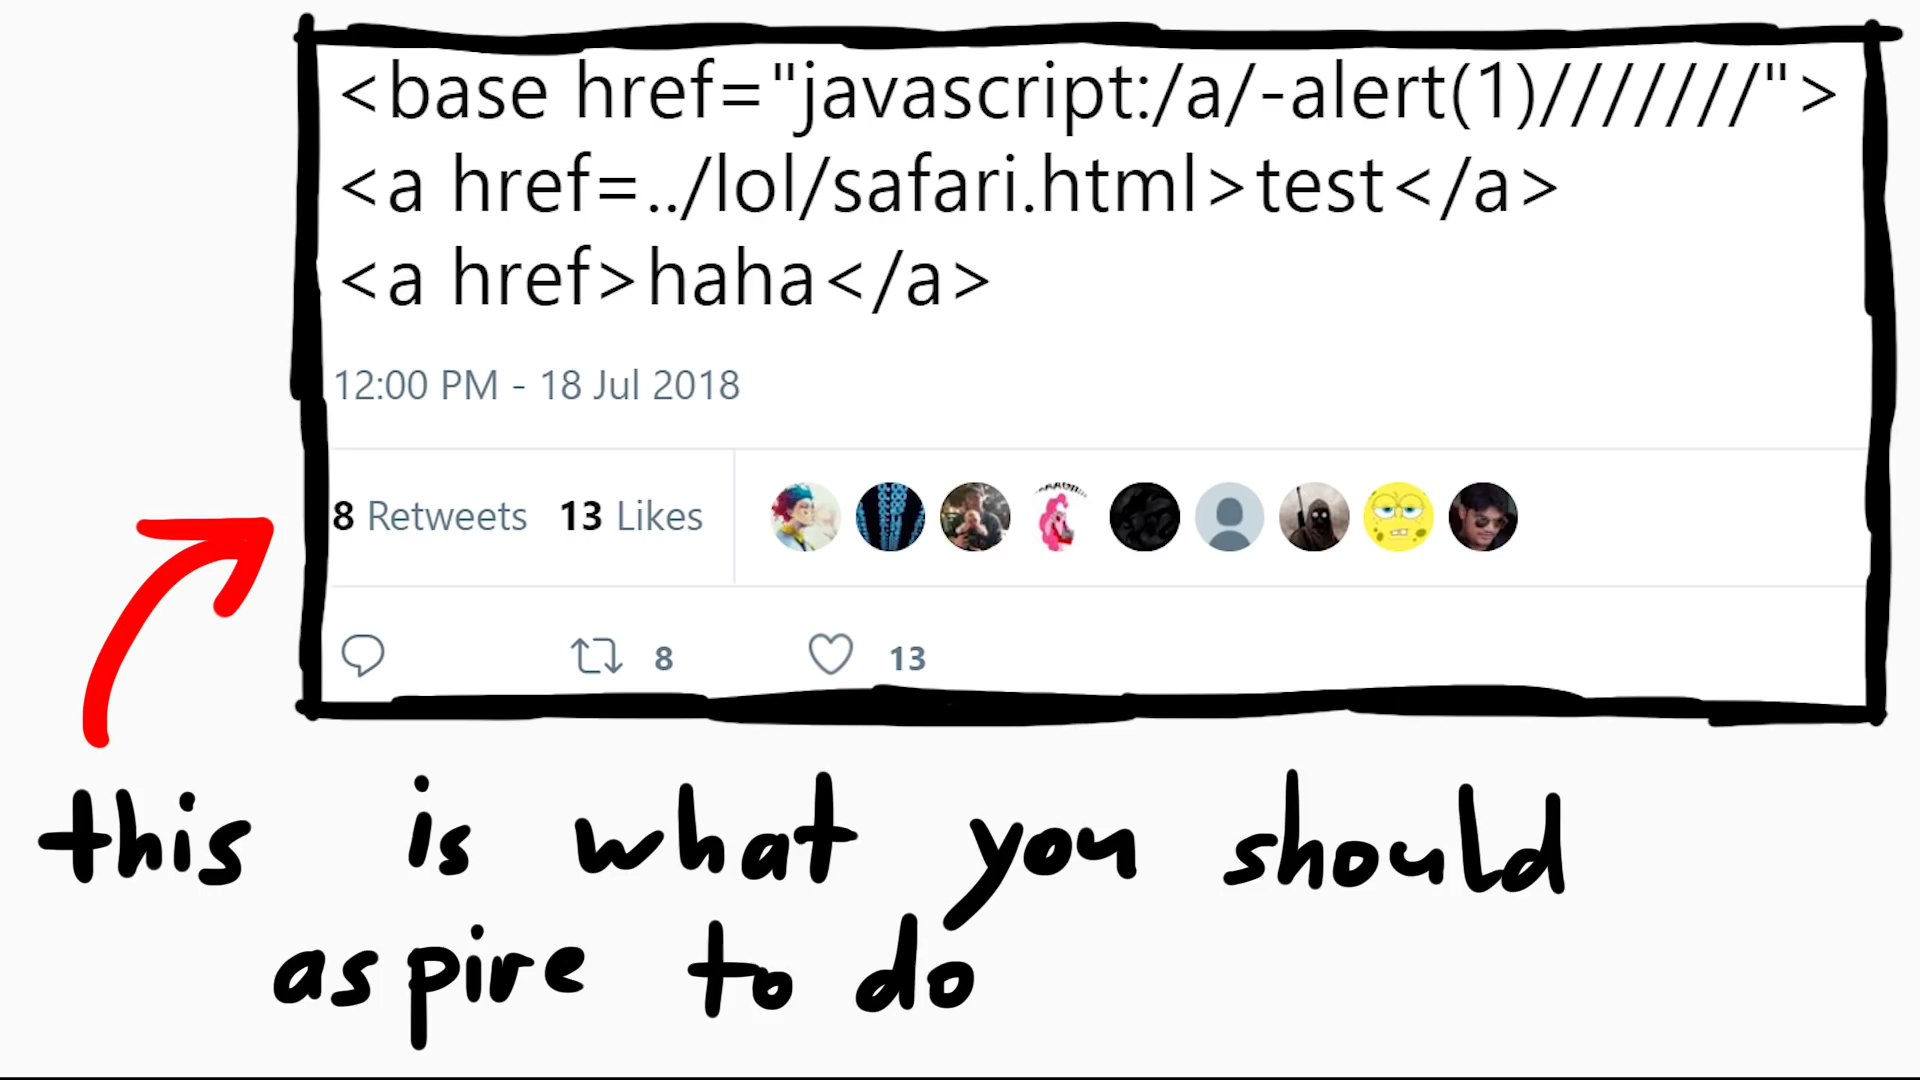 <base href="javascript:/a/-alert(1)///////">
<a href=../lol/safari.html>test</a>
<a href>haha</a>
12:00 PM - 18 Jul 2018
8 Retweets 13 Likes
8 13
this is what you should
aspire to do